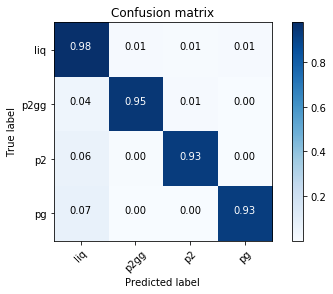 Confusion matrix
liq 0.98 0.01 0.01 0.01
p2gg 0.04 0.95 0.01 0.00
p2 0.06 0.00 0.93 0.00
pg 0.07 0.00 0.00 0.93
liq p2gg p2 pg
Predicted label
True label
0.8
0.6
0.4
0.2